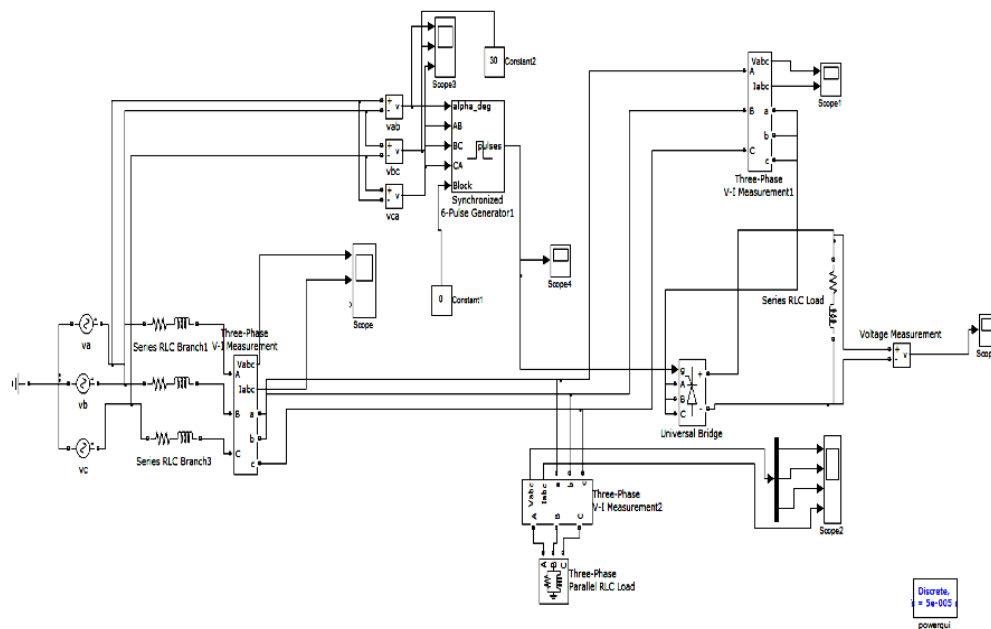 30
Constant2
Scope3
+
-
v
vab
+
-
v
vbc
+
-
v
vca
alpha_deg
AB
BC
CA
Block
pulses
Synchronized
6-Pulse Generator1
0
Constant1
Scope4
Scope
A
B
C
Vabc
Iabc
a
b
c
Three-Phase
V-I Measurement1
Scope1
va
vb
vc
Series RLC Branch1
Series RLC Branch3
Three-Phase
V-I Measurement
Vabc
Iabc
A
B
C
a
b
c
Series RLC Load
Voltage Measurement
+
-
v
g
A
B
C
+
-
Universal Bridge
Vabc
Iabc
a
b
c
A
B
C
Three-Phase
V-I Measurement2
A
B
C
Three-Phase
Parallel RLC Load
Scope2
Discrete,
= 5e-005
powergui